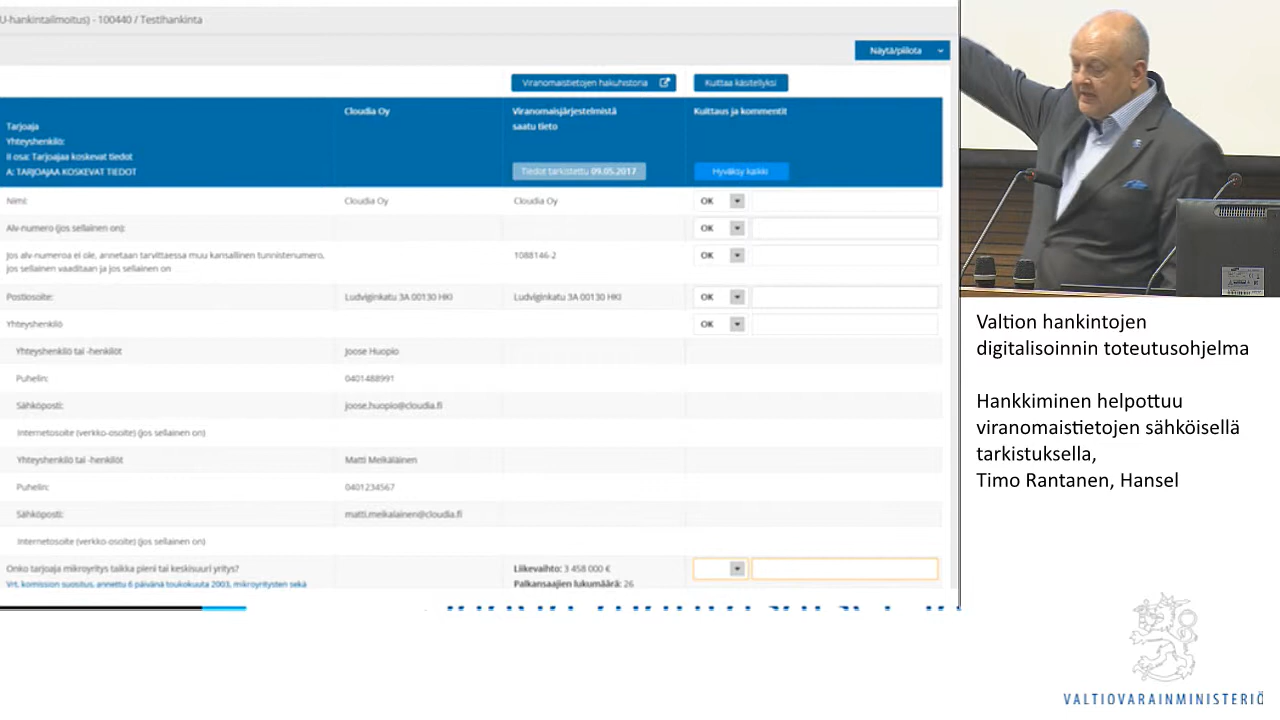 U-hankintailmoitus) - 100440 / Testihankinta
Näytä/piilota
Viranomaistietojen hakuhistoria
Kuittaa käsitellyksi
Tarjoaja
Yhteyshenkilö:
II osa: Tarjoajaa koskevat tiedot
A: TARJOAJAA KOSKEVAT TIEDOT
Cloudia Oy
Viranomaisjärjestelmistä
saatu tieto
Tiedot tarkistettu 09.05.2017
Kuittaus ja kommentit
Hyväksy kaikki
Nimi: Cloudia Oy Cloudia Oy OK
Alv-numero (jos sellainen on): OK
Jos alv-numeroa ei ole, annetaan tarvittaessa muu kansallinen tunnistenumero, 1088146-2 OK
jos sellainen vaaditaan ja jos sellainen on
Postiosoite: Ludviginkatu 3A 00130 HKI Ludviginkatu 3A 00130 HKI OK
Yhteyshenkilö OK
Yhteyshenkilö tai -henkilöt Joose Huopio
Puhelin: 0401488991
Sähköposti: joose.huopio@cloudia.fi
Internetosoite (verkko-osoite) (jos sellainen on)
Yhteyshenkilö tai -henkilöt Matti Meikäläinen
Puhelin: 0401234567
Sähköposti: matti.meikalainen@cloudia.fi
Internetosoite (verkko-osoite) (jos sellainen on)
Onko tarjoaja mikroyritys taikka pieni tai keskisuuri yritys? Liikevaihto: 3 458 000 €
Vrt. komission suositus, annettu 6 päivänä toukokuuta 2003, mikroyritysten sekä Palkansaajien lukumäärä: 26
Valtion hankintojen
digitalisoinnin toteutusohjelma
Hankkiminen helpottuu
viranomaistietojen sähköisellä
tarkistuksella,
Timo Rantanen, Hansel
VALTIOVARAINMINISTERIÖ